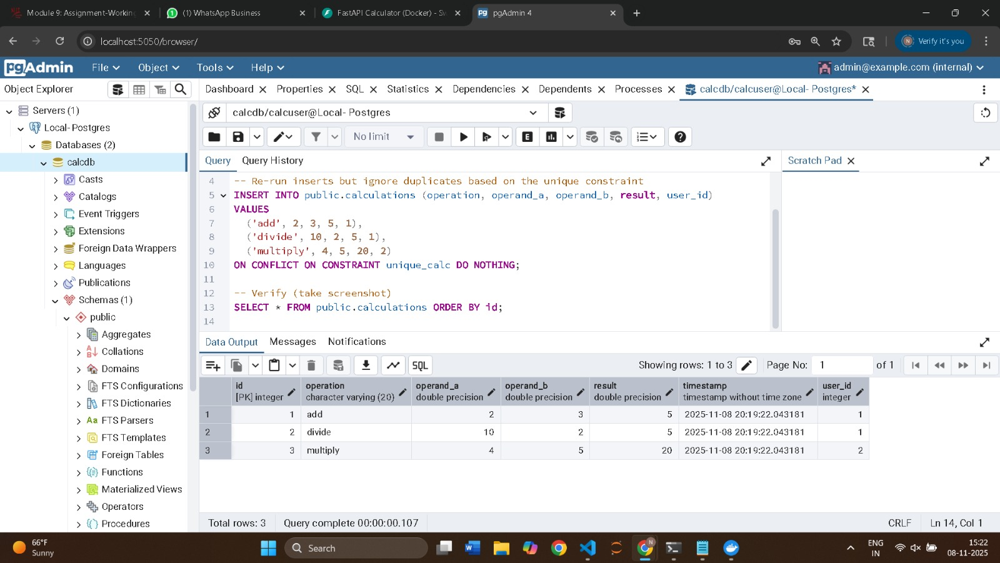 Module 9: Assignment-Working
(1) WhatsApp Business
FastAPI Calculator (Docker) - Sw
pgAdmin 4
localhost:5050/browser/
Verify it's you
pgAdmin
File
Object
Tools
Help
admin@example.com (internal)
Object Explorer
Dashboard
Properties
SQL
Statistics
Dependencies
Dependents
Processes
calcdb/calcuser@Local- Postgres*
Servers (1)
Local- Postgres
Databases (2)
calcdb
Casts
Catalogs
Event Triggers
Extensions
Foreign Data Wrappers
Languages
Publications
Schemas (1)
public
Aggregates
Collations
Domains
FTS Configurations
FTS Dictionaries
FTS Parsers
FTS Templates
Foreign Tables
Functions
Materialized Views
Operators
Procedures
calcdb/calcuser@Local- Postgres
No limit
Query
Query History
Scratch Pad
4 -- Re-run inserts but ignore duplicates based on the unique constraint
5 INSERT INTO public.calculations (operation, operand_a, operand_b, result, user_id)
6 VALUES
7 ('add', 2, 3, 5, 1),
8 ('divide', 10, 2, 5, 1),
9 ('multiply', 4, 5, 20, 2)
10 ON CONFLICT ON CONSTRAINT unique_calc DO NOTHING;
11
12 -- Verify (take screenshot)
13 SELECT * FROM public.calculations ORDER BY id;
14
Data Output
Messages
Notifications
SQL
Showing rows: 1 to 3
Page No: 1 of 1
id operation operand_a operand_b result timestamp user_id
[PK] integer character varying (20) double precision double precision double precision timestamp without time zone integer
1 1 add 2 3 5 2025-11-08 20:19:22.043181 1
2 2 divide 10 2 5 2025-11-08 20:19:22.043181 1
3 3 multiply 4 5 20 2025-11-08 20:19:22.043181 2
Total rows: 3
Query complete 00:00:00.107
CRLF
Ln 14, Col 1
66°F
Sunny
Search
ENG
IN
15:22
08-11-2025